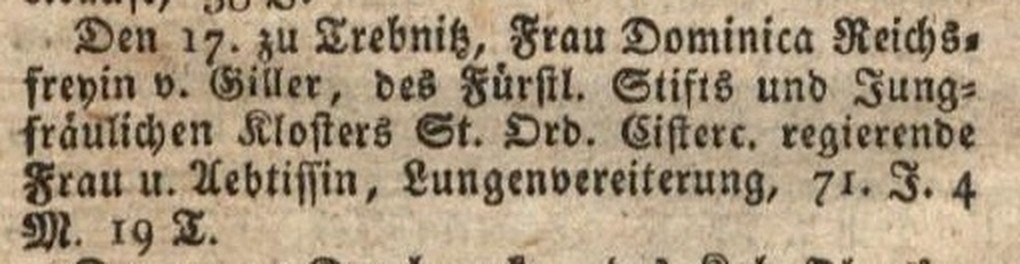 Den 17. zu Trebnitz, Frau Dominica Reichs-
freyin v. Giller, des Fürstl. Stifts und Jung-
fräulichen Klosters St. Ord. Cisterc. regierende
Frau u. Aebtissin, Lungenvereiterung, 71. J. 4
M. 19 T.